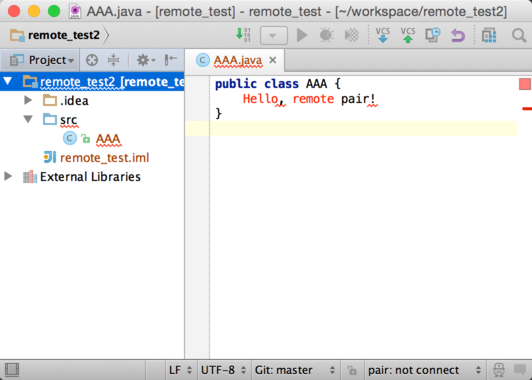 AAA.java - [remote_test] - remote_test - [~/workspace/remote_test2]
remote_test2
VCS VCS
Project
AAA.java
remote_test2 [remote_te
.idea
src
AAA
remote_test.iml
External Libraries
public class AAA {
Hello, remote pair!
}
LF UTF-8 Git: master pair: not connect